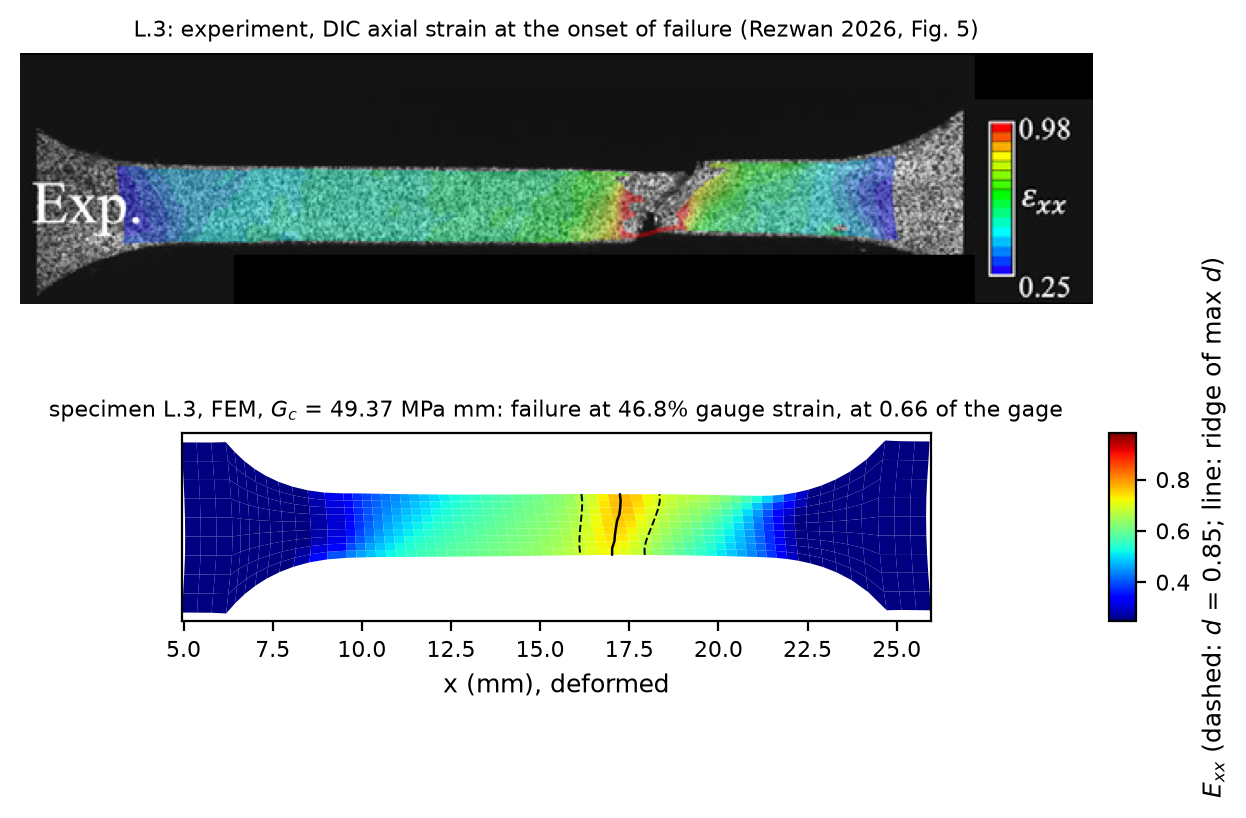 L.3: experiment, DIC axial strain at the onset of failure (Rezwan 2026, Fig. 5)
Exp.
0.98
εxx
0.25
specimen L.3, FEM, Gc = 49.37 MPa mm: failure at 46.8% gauge strain, at 0.66 of the gage
0.8
0.6
0.4
Exx (dashed: d = 0.85; line: ridge of max d)
5.0 7.5 10.0 12.5 15.0 17.5 20.0 22.5 25.0
x (mm), deformed